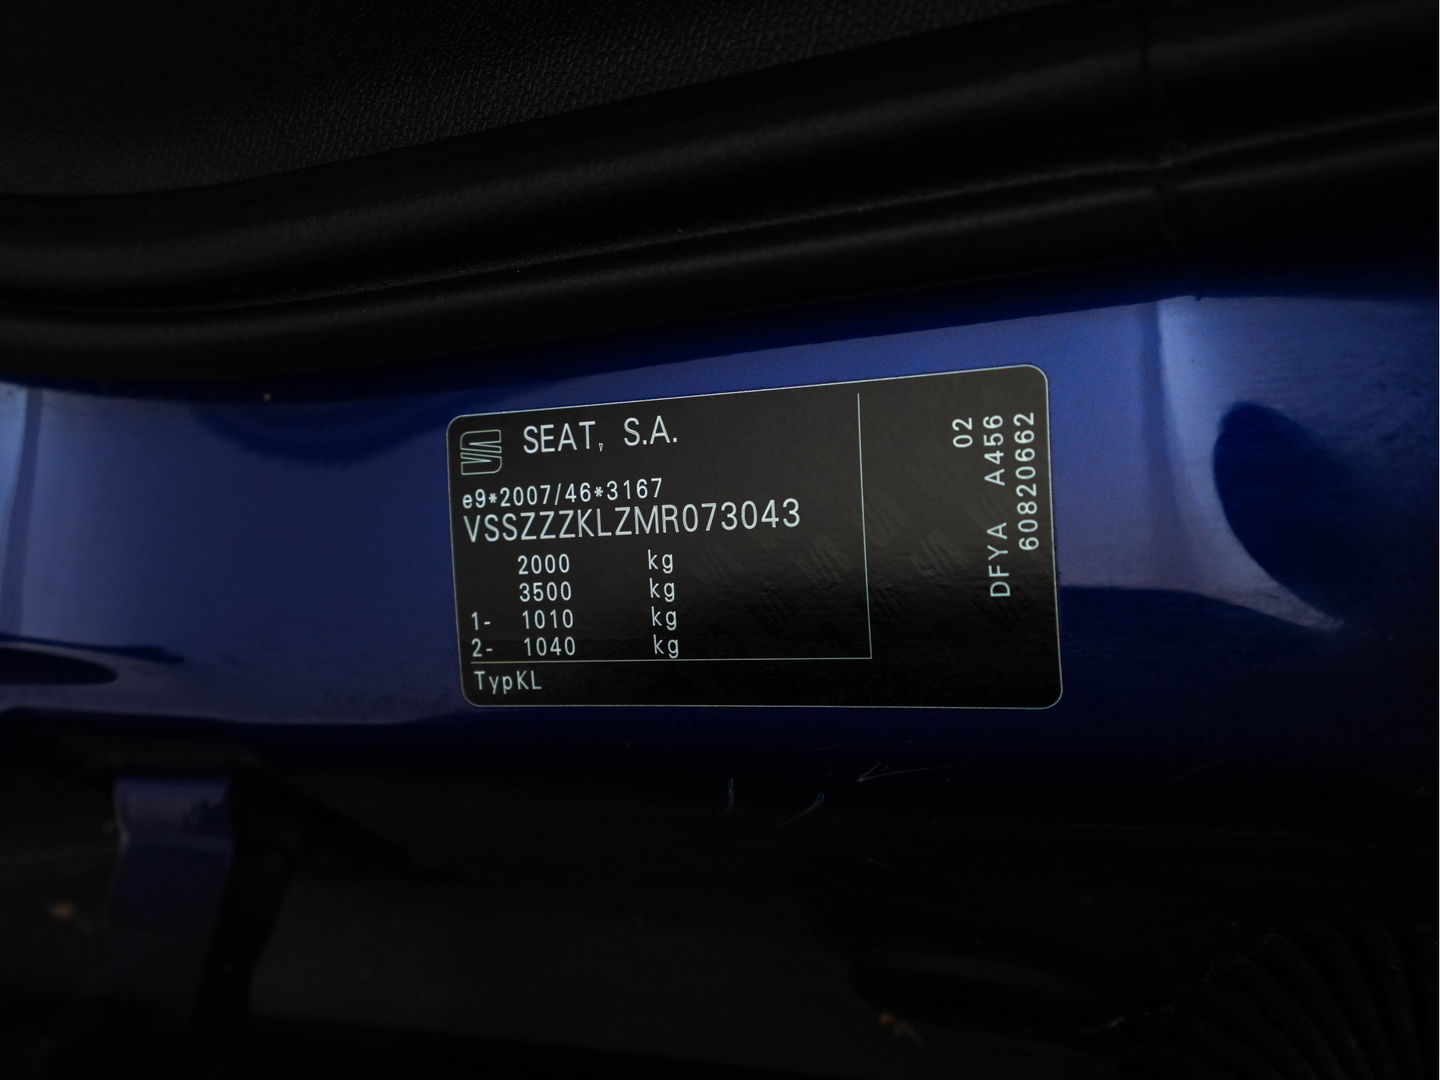 SEAT, S.A.
e9*2007/46*3167
VSSZZZKLZMR073043
2000 kg
3500 kg
1- 1010 kg
2- 1040 kg
TypKL
02
DFYA A456
60820662